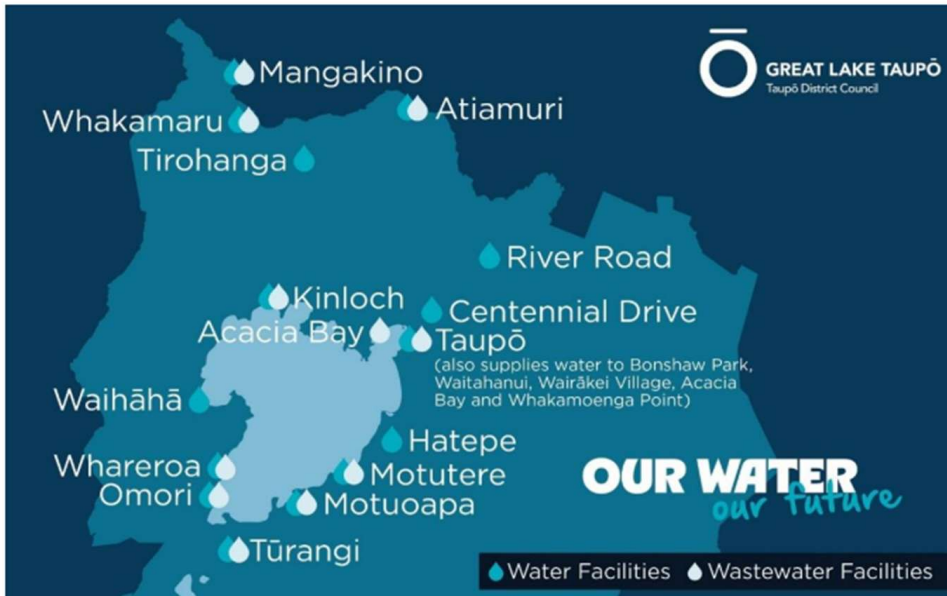 Mangakino
GREAT LAKE TAUPŌ
Taupō District Council
Atiamuri
Whakamaru
Tirohanga
River Road
Kinloch
Centennial Drive
Acacia Bay
Taupō
(also supplies water to Bonshaw Park,
Waitahanui, Wairākei Village, Acacia
Bay and Whakamoenga Point)
Waihāhā
Hatepe
Whareroa
Motutere
Omori
Motuoapa
OUR WATER
our future
Tūrangi
Water Facilities
Wastewater Facilities